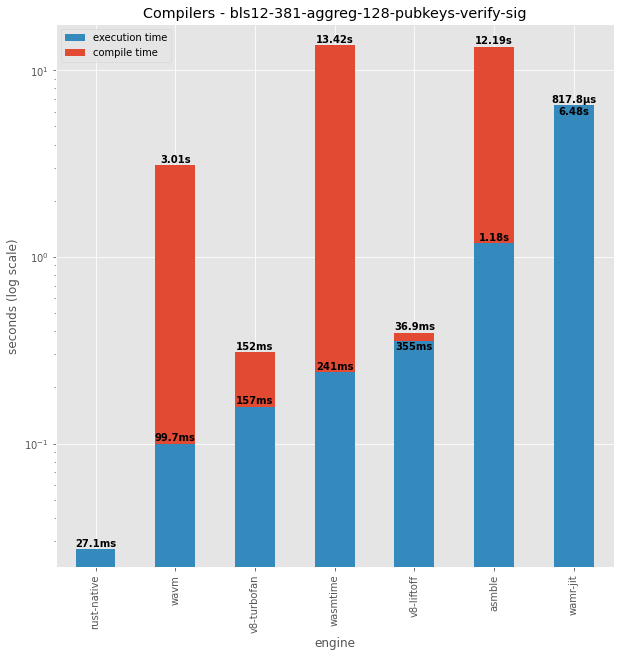 Compilers - bls12-381-aggreg-128-pubkeys-verify-sig
execution time
compile time
13.42s
12.19s
817.8µs
6.48s
3.01s
1.18s
36.9ms
355ms
152ms
157ms
241ms
99.7ms
27.1ms
10¹
10⁰
10⁻¹
seconds (log scale)
rust-native
wavm
v8-turbofan
wasmtime
v8-liftoff
asmble
wamr-jit
engine